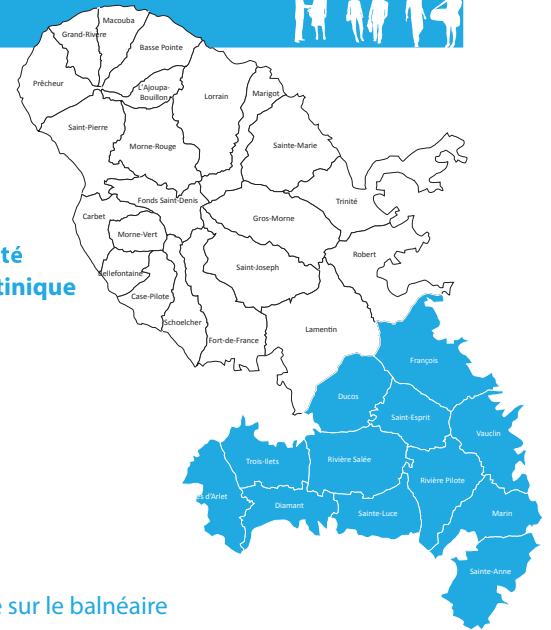 Macouba
Grand-Rivère
Basse Pointe
Prêcheur
L'Ajoupa-
Bouillon
Lorrain
Marigot
Saint-Pierre
Morne-Rouge
Sainte-Marie
Fonds Saint-Denis
Trinité
Carbet
Gros-Morne
Morne-Vert
Robert
té
Saint-Joseph
Bellefontaine
tinique
Case-Pilote
Schoelcher
Lamentin
Fort-de-France
François
Ducos
Saint-Esprit
Vauclin
Trois-Ilets
Rivière Salée
Rivière Pilote
s d'Arlet
Diamant
Sainte-Luce
Marin
Sainte-Anne
sur le balnéaire